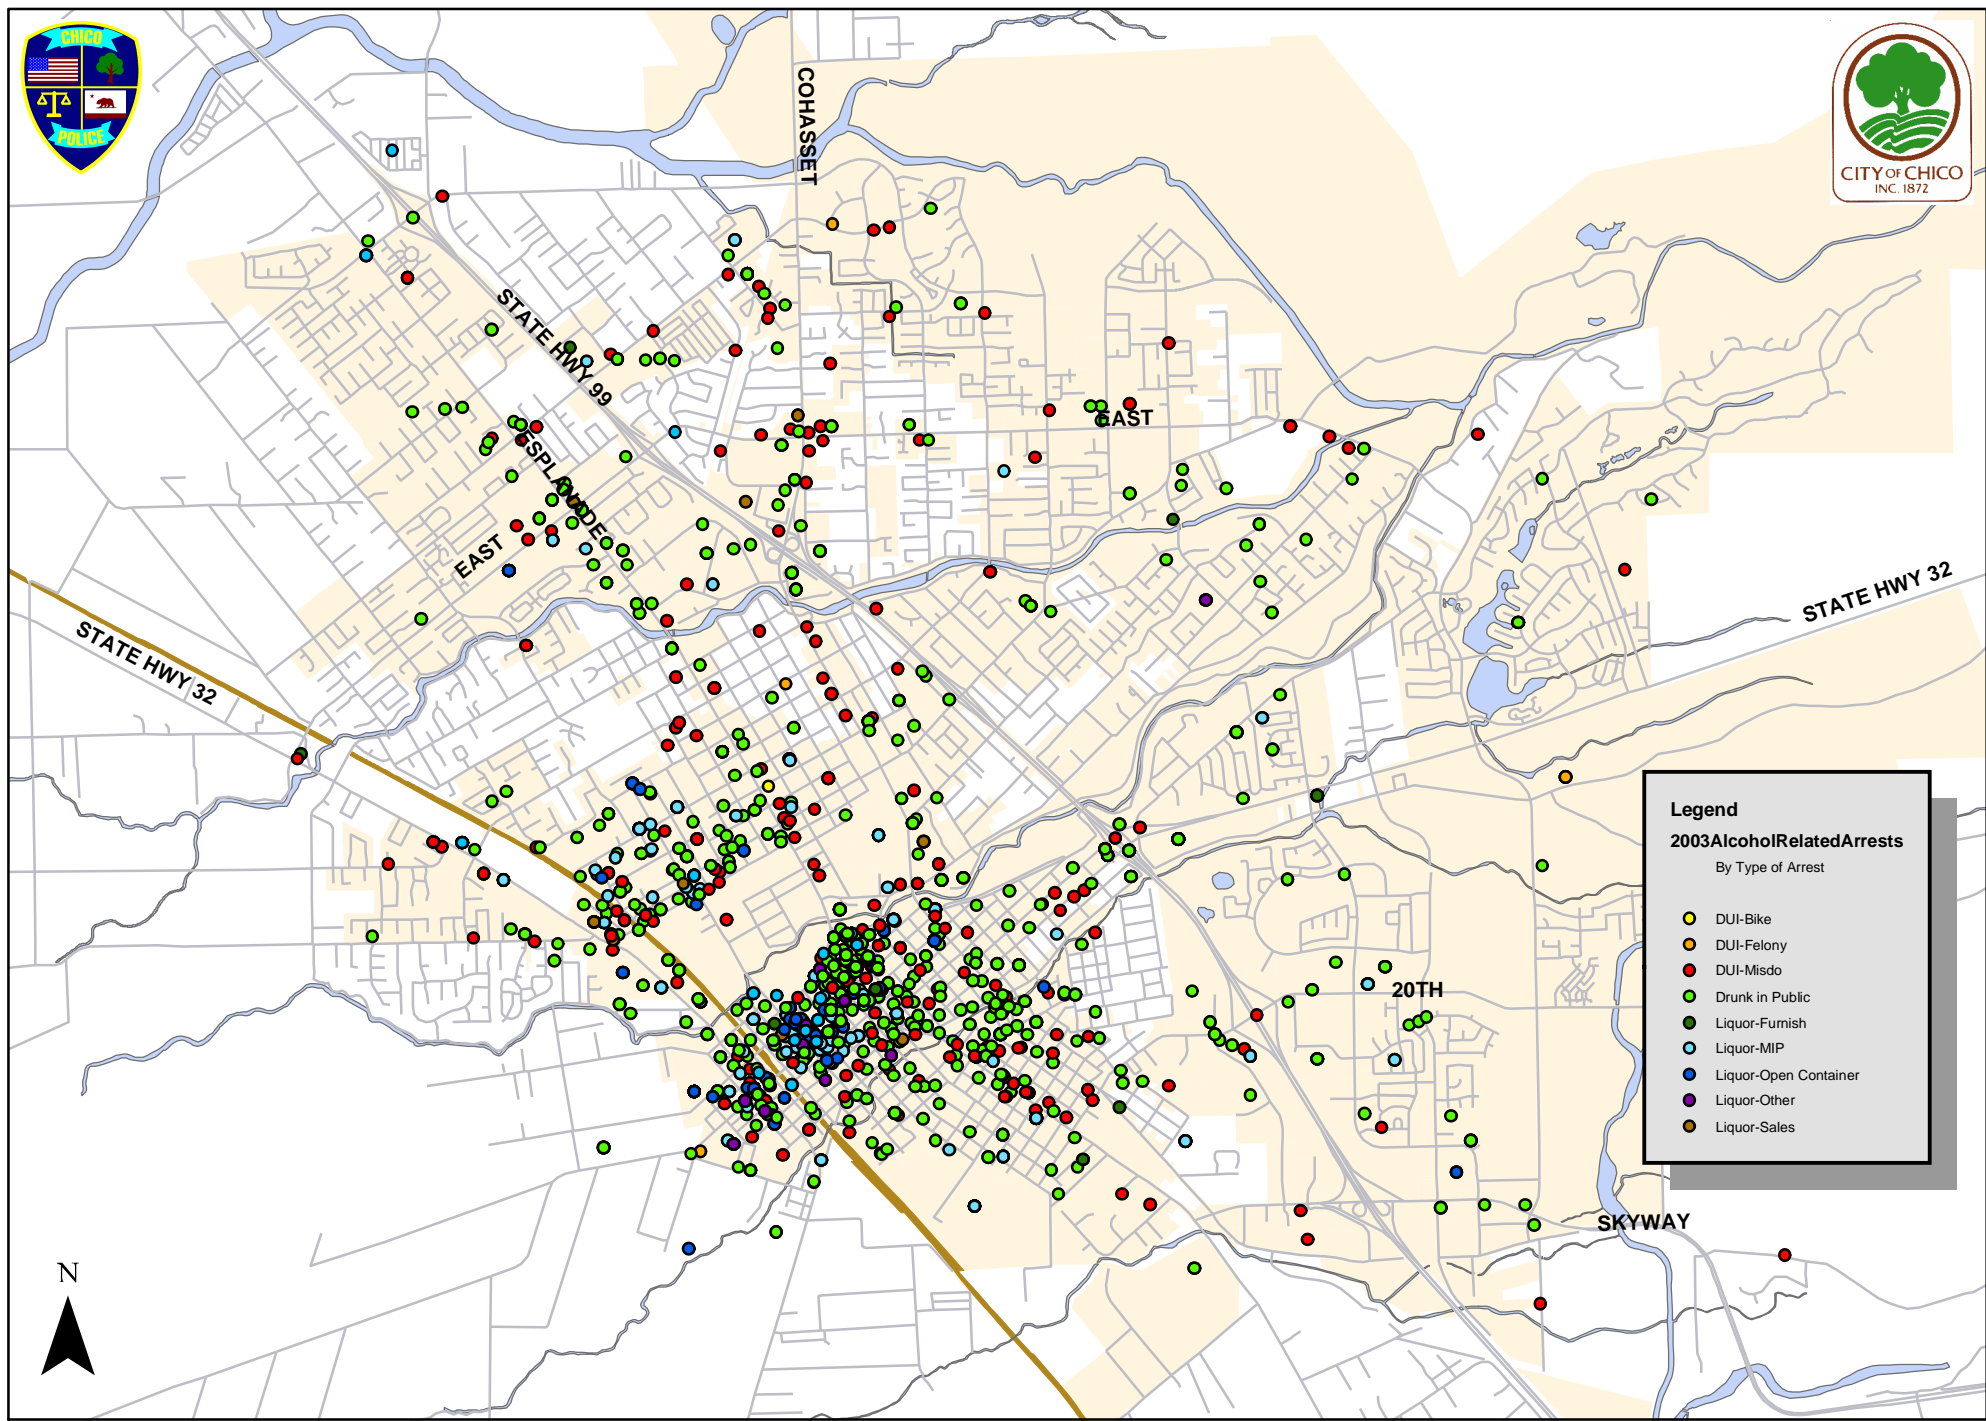 CHICO
POLICE
CITY OF CHICO
INC. 1872
COHASSET
STATE HWY 99
EAST
ESPLANADE
EAST
STATE HWY 32
STATE HWY 32
20TH
SKYWAY
N
Legend
2003AlcoholRelatedArrests
By Type of Arrest
DUI-Bike
DUI-Felony
DUI-Misdo
Drunk in Public
Liquor-Furnish
Liquor-MIP
Liquor-Open Container
Liquor-Other
Liquor-Sales